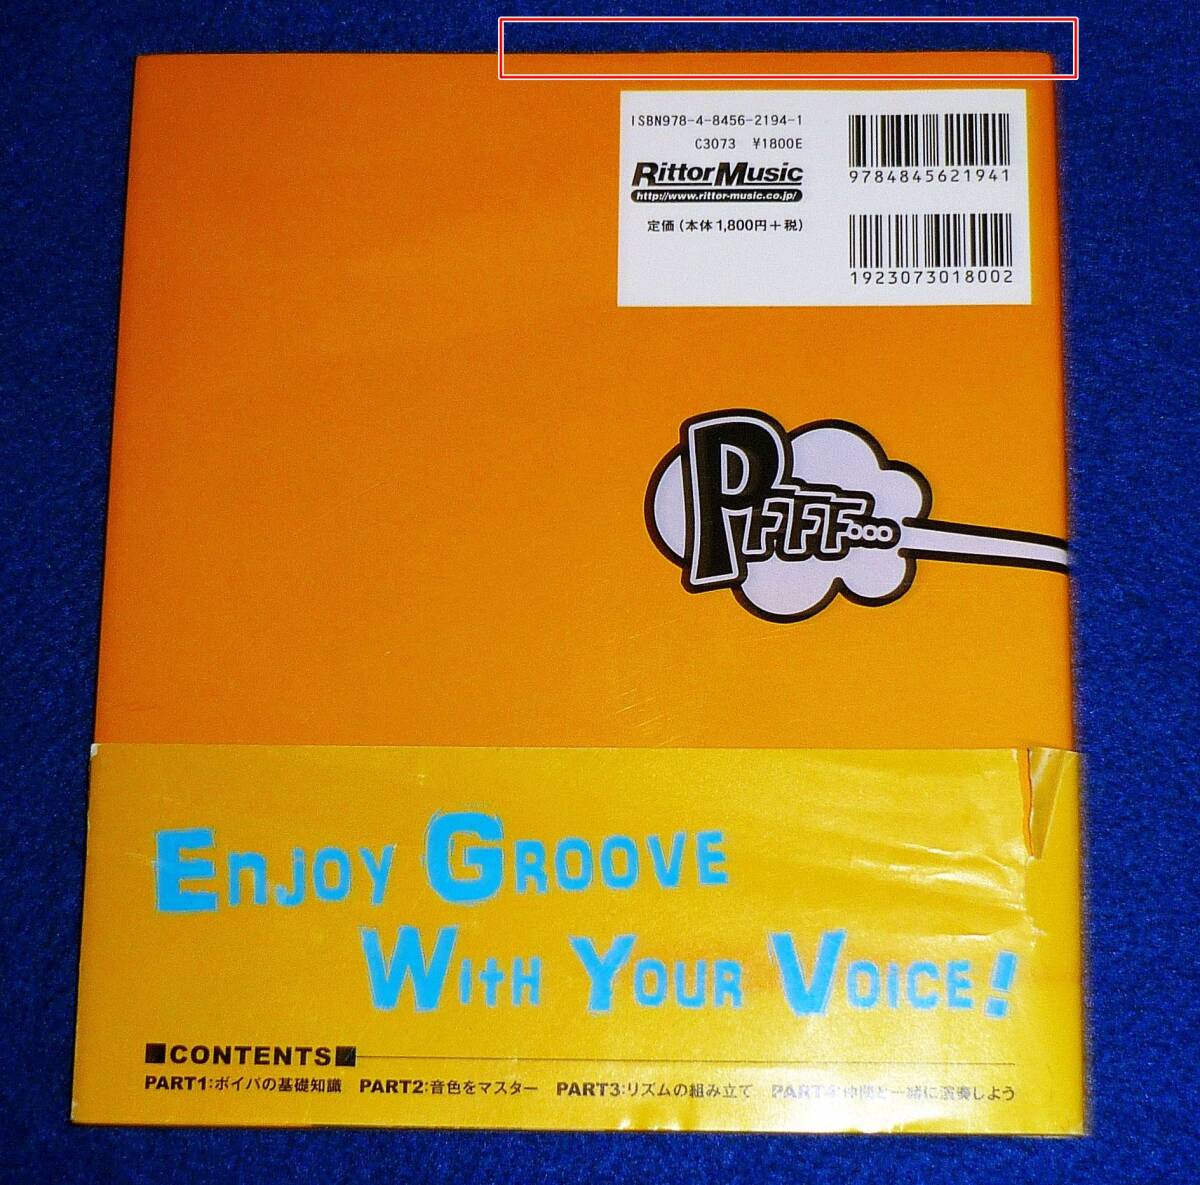 ISBN978-4-8456-2194-1
C3073 ¥1800E
RittorMusic
http://www.rittor-music.co.jp/
定価(本体1,800円+税)
9784845621941
1923073018002
PFFFF...
ENJOY GROOVE
WITH YOUR VOICE!
■CONTENTS■
PART1:ボイパの基礎知識 PART2:音色をマスター PART3:リズムの組み立て PART4:仲間と一緒に演奏しよう